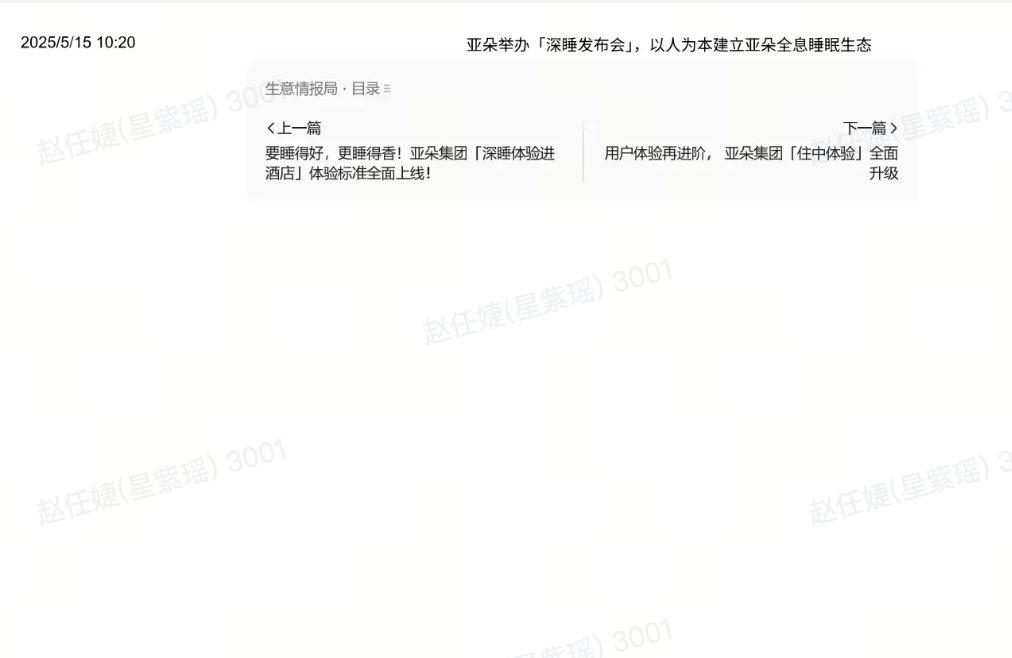 2025/5/15 10:20
亚朵举办「深睡发布会」，以人为本建立亚朵全息睡眠生态
生意情报局·目录≡
<上一篇
要睡得好，更睡得香！亚朵集团「深睡体验进
酒店」体验标准全面上线！
下一篇>
用户体验再进阶， 亚朵集团「住中体验」全面
升级
赵任婕(星紫瑶) 3001
赵任婕(星紫瑶) 3
赵任婕(星紫瑶) 3001
赵任婕(星紫瑶) 3001
赵任婕(星紫瑶) 3
紫瑶) 3001